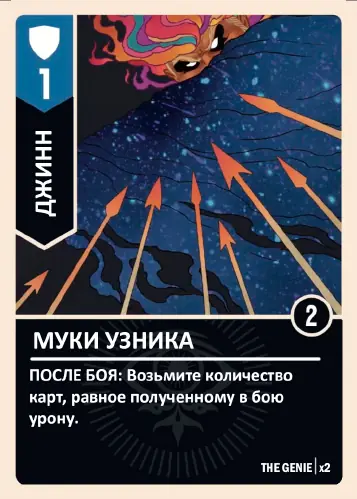 1
ДЖИНН
2
МУКИ УЗНИКА
ПОСЛЕ БОЯ: Возьмите количество
карт, равное полученному в бою
урону.
THE GENIE | x2